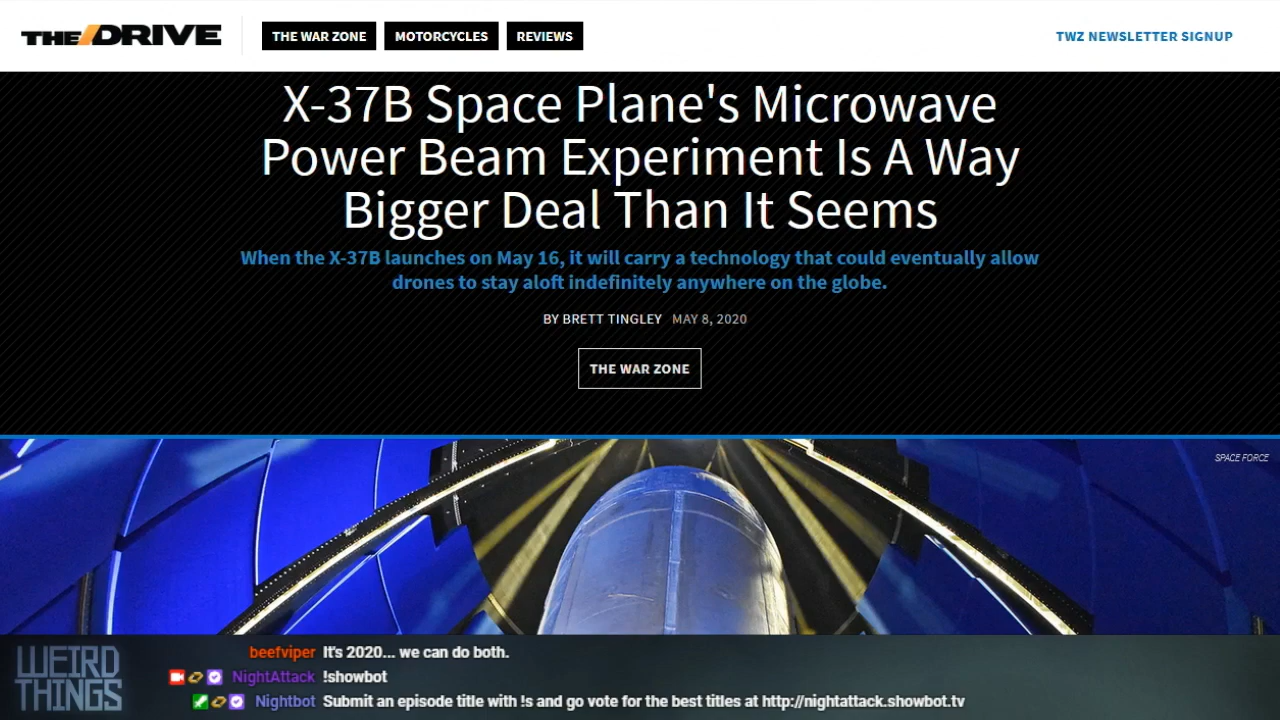 THE/DRIVE
THE WAR ZONE
MOTORCYCLES
REVIEWS
TWZ NEWSLETTER SIGNUP
X-37B Space Plane's Microwave
Power Beam Experiment Is A Way
Bigger Deal Than It Seems
When the X-37B launches on May 16, it will carry a technology that could eventually allow
drones to stay aloft indefinitely anywhere on the globe.
BY BRETT TINGLEY MAY 8, 2020
THE WAR ZONE
SPACE FORCE
WEIRD
THINGS
beefviper It's 2020... we can do both.
NightAttack !showbot
Nightbot Submit an episode title with !s and go vote for the best titles at http://nightattack.showbot.tv